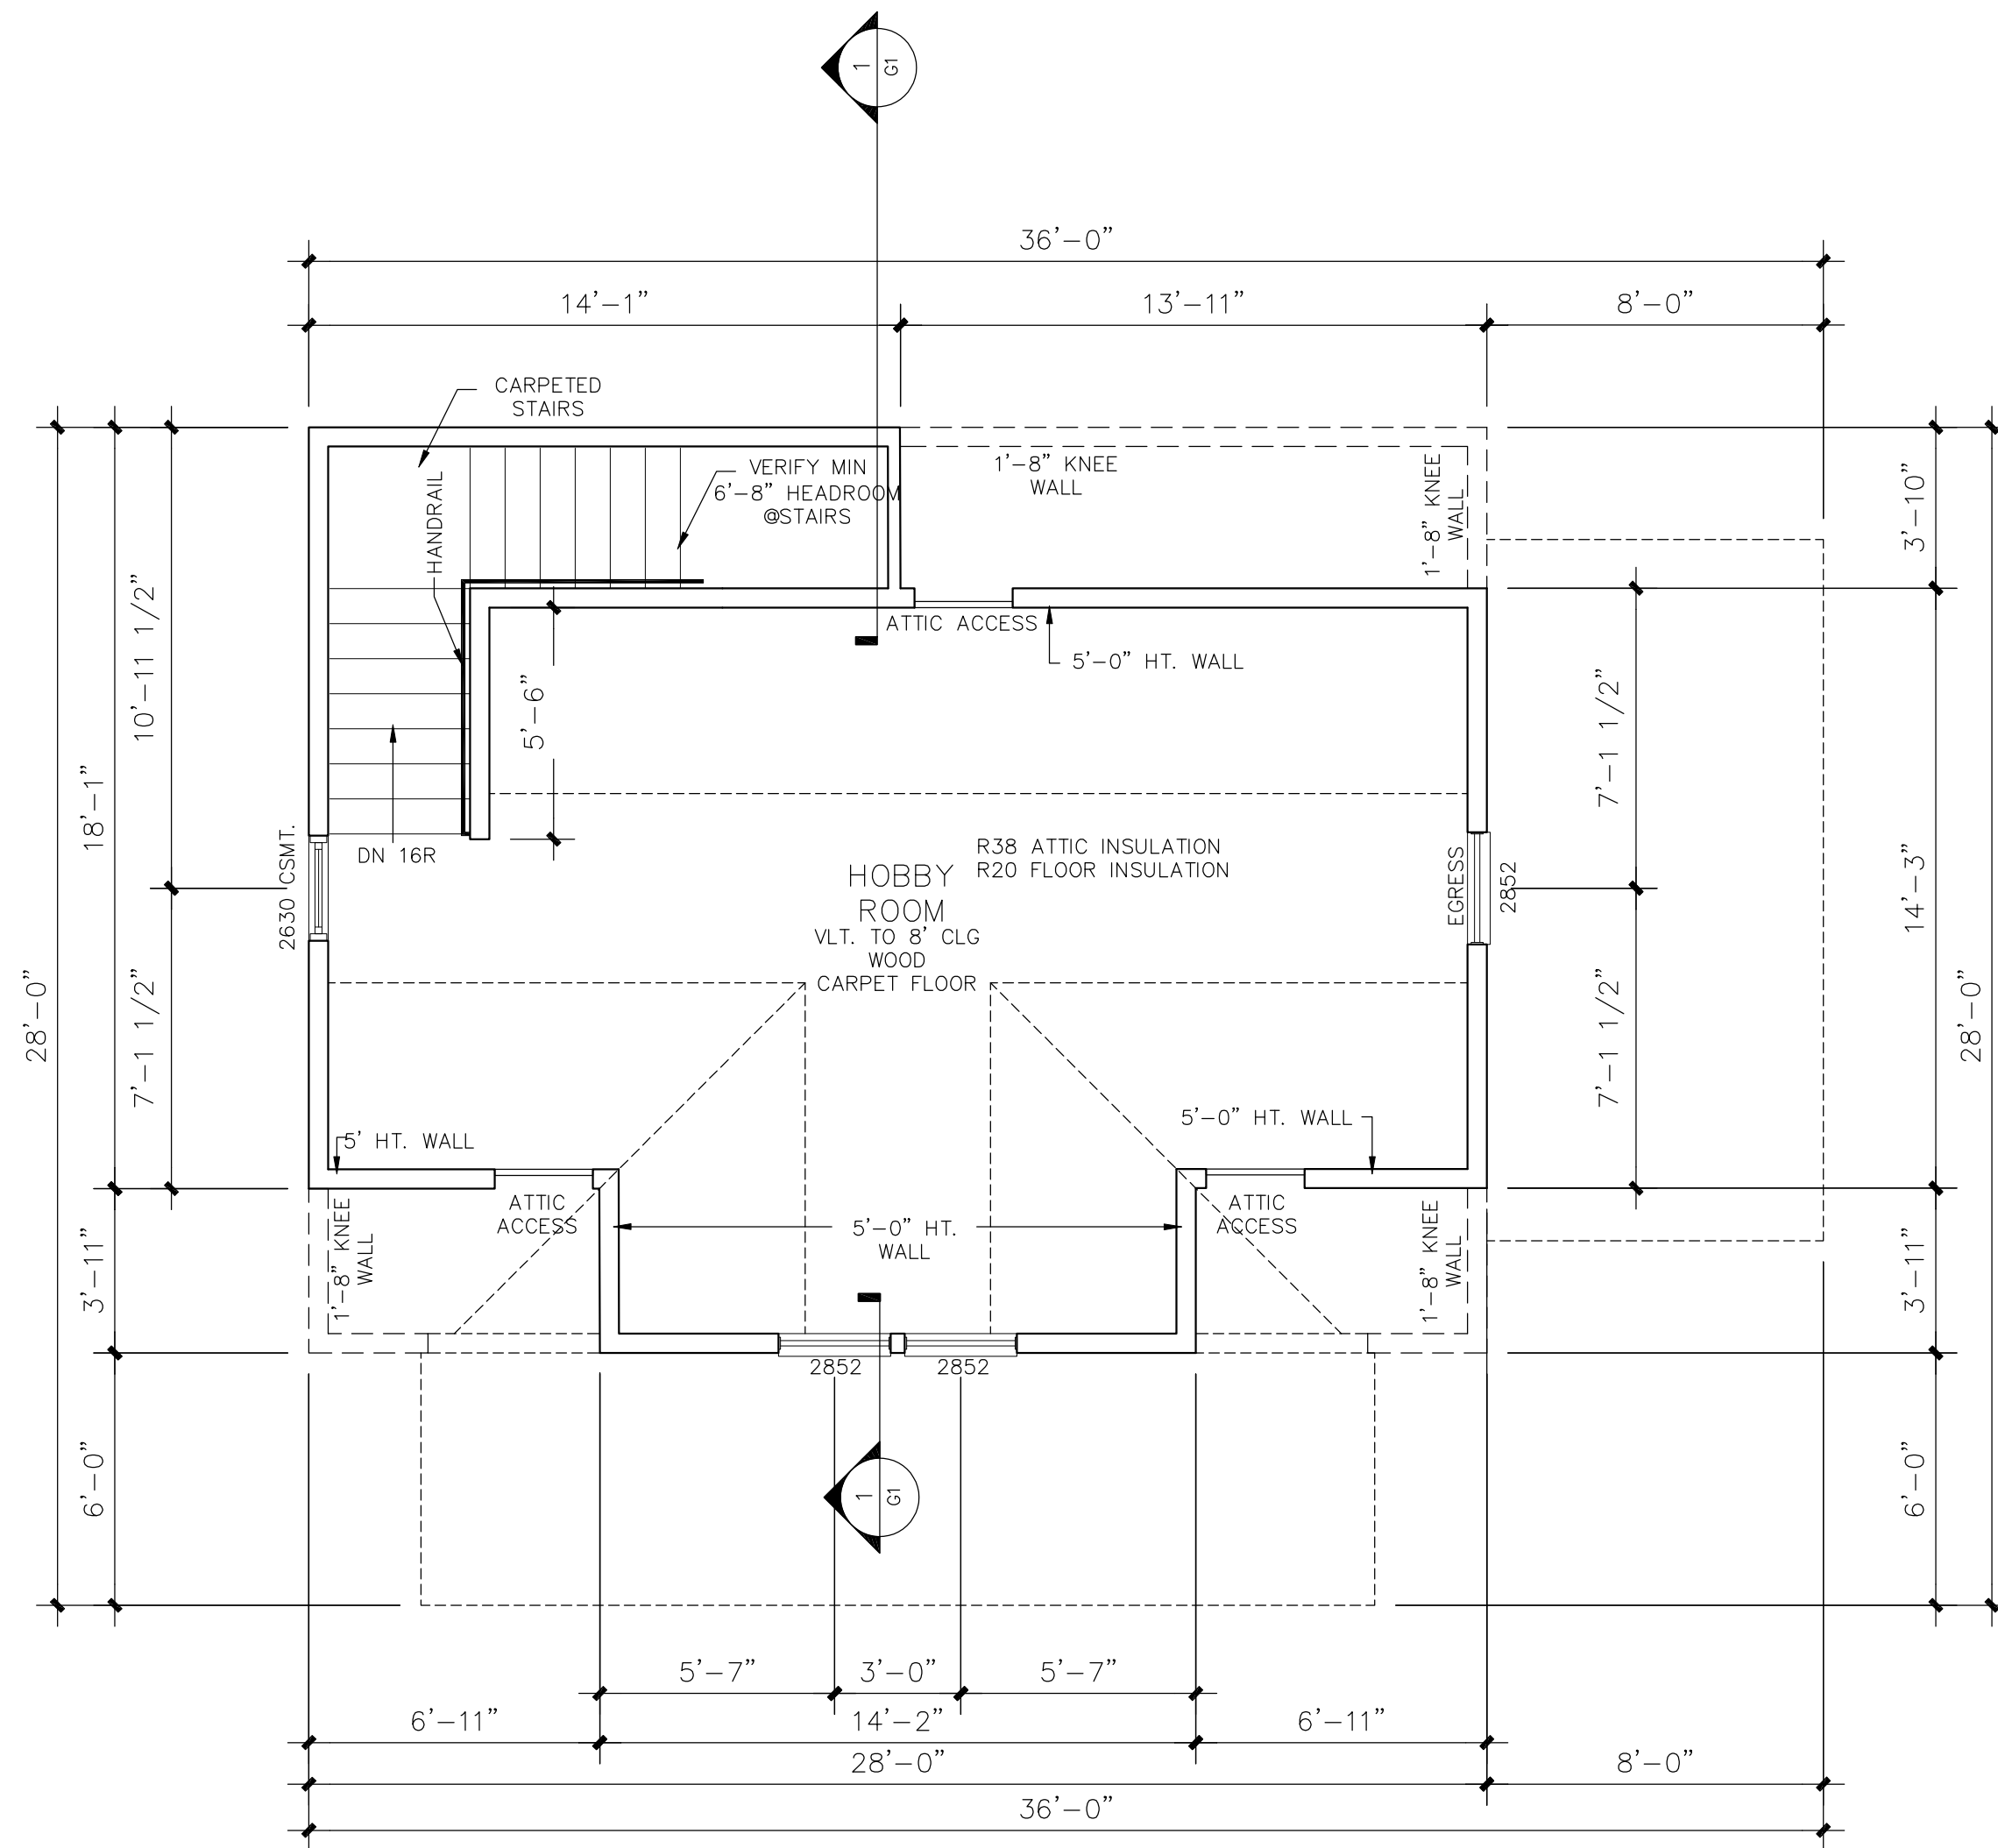 1
G1
36'-0"
14'-1"
13'-11"
8'-0"
CARPETED
STAIRS
HANDRAIL
VERIFY MIN
6'-8" HEADROOM
@STAIRS
1'-8" KNEE
WALL
1'-8" KNEE
WALL
3'-10"
10'-11 1/2"
ATTIC ACCESS
5'-0" HT. WALL
5'-6"
7'-1 1/2"
18'-1"
2630 CSMT.
DN 16R
R38 ATTIC INSULATION
R20 FLOOR INSULATION
HOBBY
ROOM
VLT. TO 8' CLG
WOOD
CARPET FLOOR
EGRESS
2852
14'-3"
28'-0"
7'-1 1/2"
7'-1 1/2"
28'-0"
5' HT. WALL
5'-0" HT. WALL
ATTIC
ACCESS
ATTIC
ACCESS
1'-8" KNEE
WALL
5'-0" HT.
WALL
1'-8" KNEE
WALL
3'-11"
3'-11"
2852
2852
6'-0"
1
G1
6'-0"
5'-7"
3'-0"
5'-7"
6'-11"
14'-2"
6'-11"
28'-0"
8'-0"
36'-0"